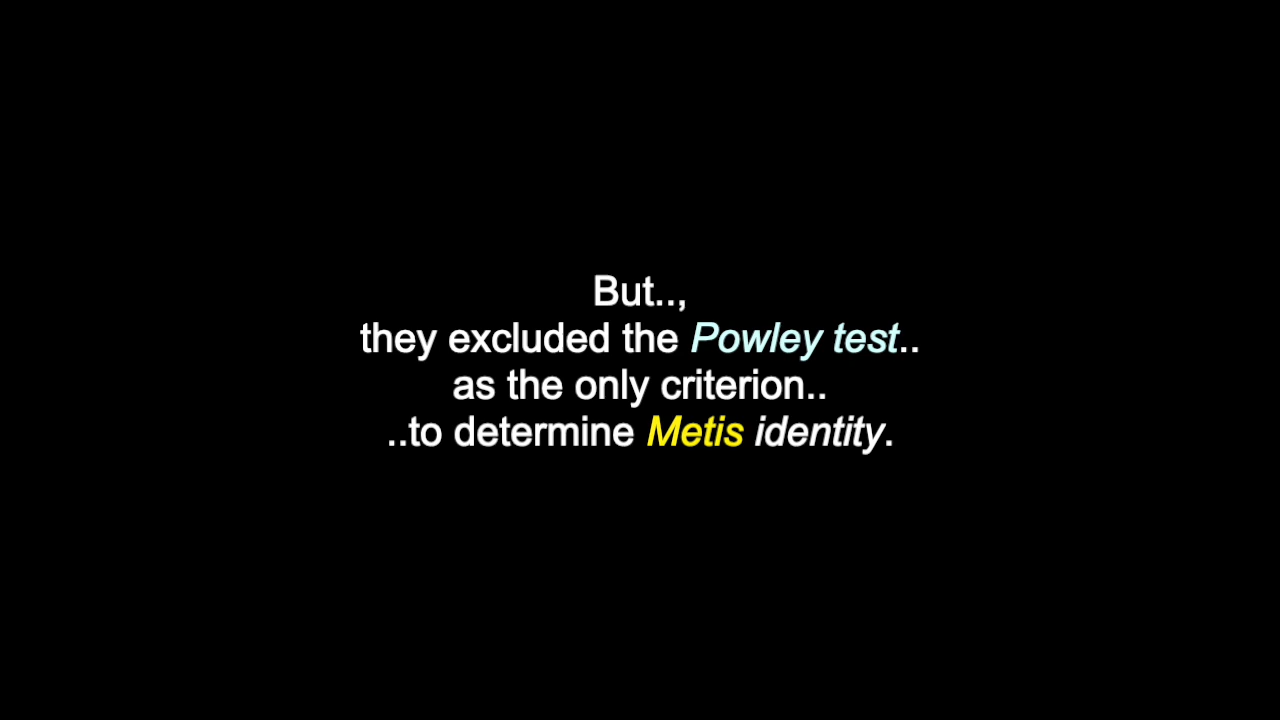 But..,
they excluded the Powley test..
as the only criterion..
..to determine Metis identity.